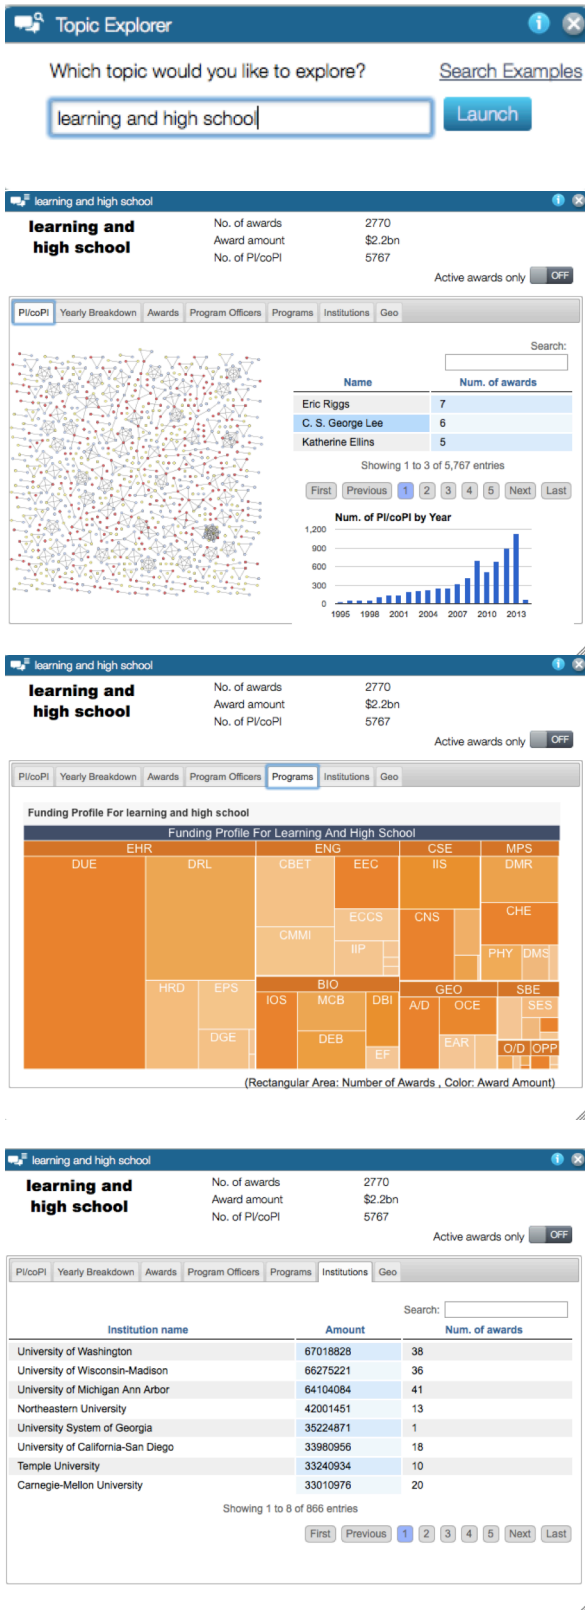 Topic Explorer
Which topic would you like to explore? Search Examples
learning and high school Launch
learning and high school
learning and high school
No. of awards 2770
Award amount $2.2bn
No. of PI/coPI 5767
Active awards only OFF
PI/coPI Yearly Breakdown Awards Program Officers Programs Institutions Geo
Search:
Name Num. of awards
Eric Riggs 7
C. S. George Lee 6
Katherine Ellins 5
Showing 1 to 3 of 5,767 entries
First Previous 1 2 3 4 5 Next Last
Num. of PI/coPI by Year
1,200
900
600
300
0
1995 1998 2001 2004 2007 2010 2013
learning and high school
learning and high school
No. of awards 2770
Award amount $2.2bn
No. of PI/coPI 5767
Active awards only OFF
PI/coPI Yearly Breakdown Awards Program Officers Programs Institutions Geo
Funding Profile For learning and high school
Funding Profile For Learning And High School
EHR ENG CSE MPS
DUE DRL CBET EEC IIS DMR
ECCS CNS CHE
CMMI IIP PHY DMS
HRD EPS BIO GEO SBE
IOS MCB DBI A/D OCE SES
DGE DEB EF EAR O/D OPP
(Rectangular Area: Number of Awards , Color: Award Amount)
learning and high school
learning and high school
No. of awards 2770
Award amount $2.2bn
No. of PI/coPI 5767
Active awards only OFF
PI/coPI Yearly Breakdown Awards Program Officers Programs Institutions Geo
Search:
Institution name Amount Num. of awards
University of Washington 67018828 38
University of Wisconsin-Madison 66275221 36
University of Michigan Ann Arbor 64104084 41
Northeastern University 42001451 13
University System of Georgia 35224871 1
University of California-San Diego 33980956 18
Temple University 33240934 10
Carnegie-Mellon University 33010976 20
Showing 1 to 8 of 866 entries
First Previous 1 2 3 4 5 Next Last